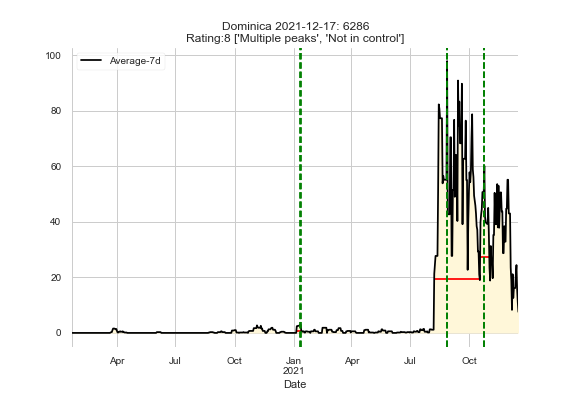 Dominica 2021-12-17: 6286
Rating:8 ['Multiple peaks', 'Not in control']
Average-7d
100
80
60
40
20
0
Apr Jul Oct Jan Apr Jul Oct
2021
Date